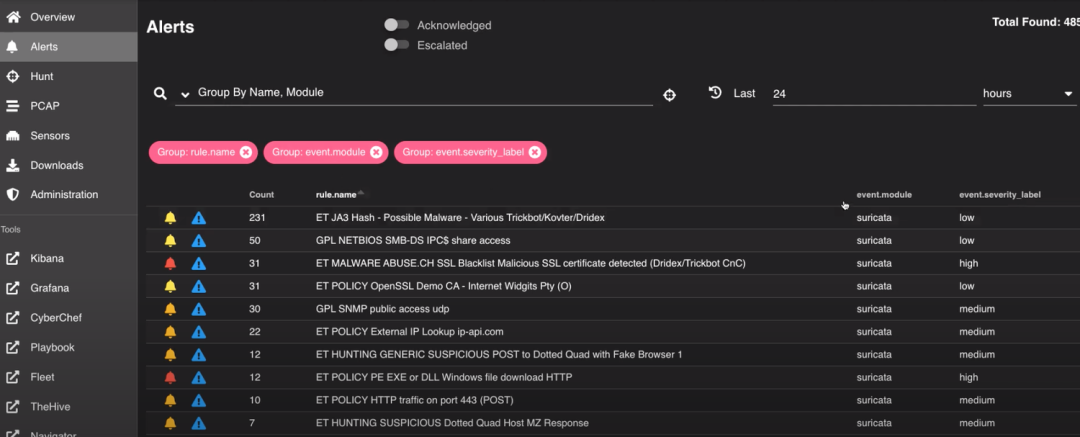 Overview
Alerts
Hunt
PCAP
Sensors
Downloads
Administration
Tools
Kibana
Grafana
CyberChef
Playbook
Fleet
TheHive
Navigator
Alerts
Acknowledged
Escalated
Total Found: 485
Group By Name, Module
Last 24 hours
Group: rule.name Group: event.module Group: event.severity_label
Count rule.name event.module event.severity_label
231 ET JA3 Hash - Possible Malware - Various Trickbot/Kovter/Dridex suricata low
50 GPL NETBIOS SMB-DS IPC$ share access suricata low
31 ET MALWARE ABUSE.CH SSL Blacklist Malicious SSL certificate detected (Dridex/Trickbot CnC) suricata high
31 ET POLICY OpenSSL Demo CA - Internet Widgits Pty (O) suricata low
30 GPL SNMP public access udp suricata medium
22 ET POLICY External IP Lookup ip-api.com suricata medium
12 ET HUNTING GENERIC SUSPICIOUS POST to Dotted Quad with Fake Browser 1 suricata medium
12 ET POLICY PE EXE or DLL Windows file download HTTP suricata high
10 ET POLICY HTTP traffic on port 443 (POST) suricata medium
7 ET HUNTING SUSPICIOUS Dotted Quad Host MZ Response suricata medium